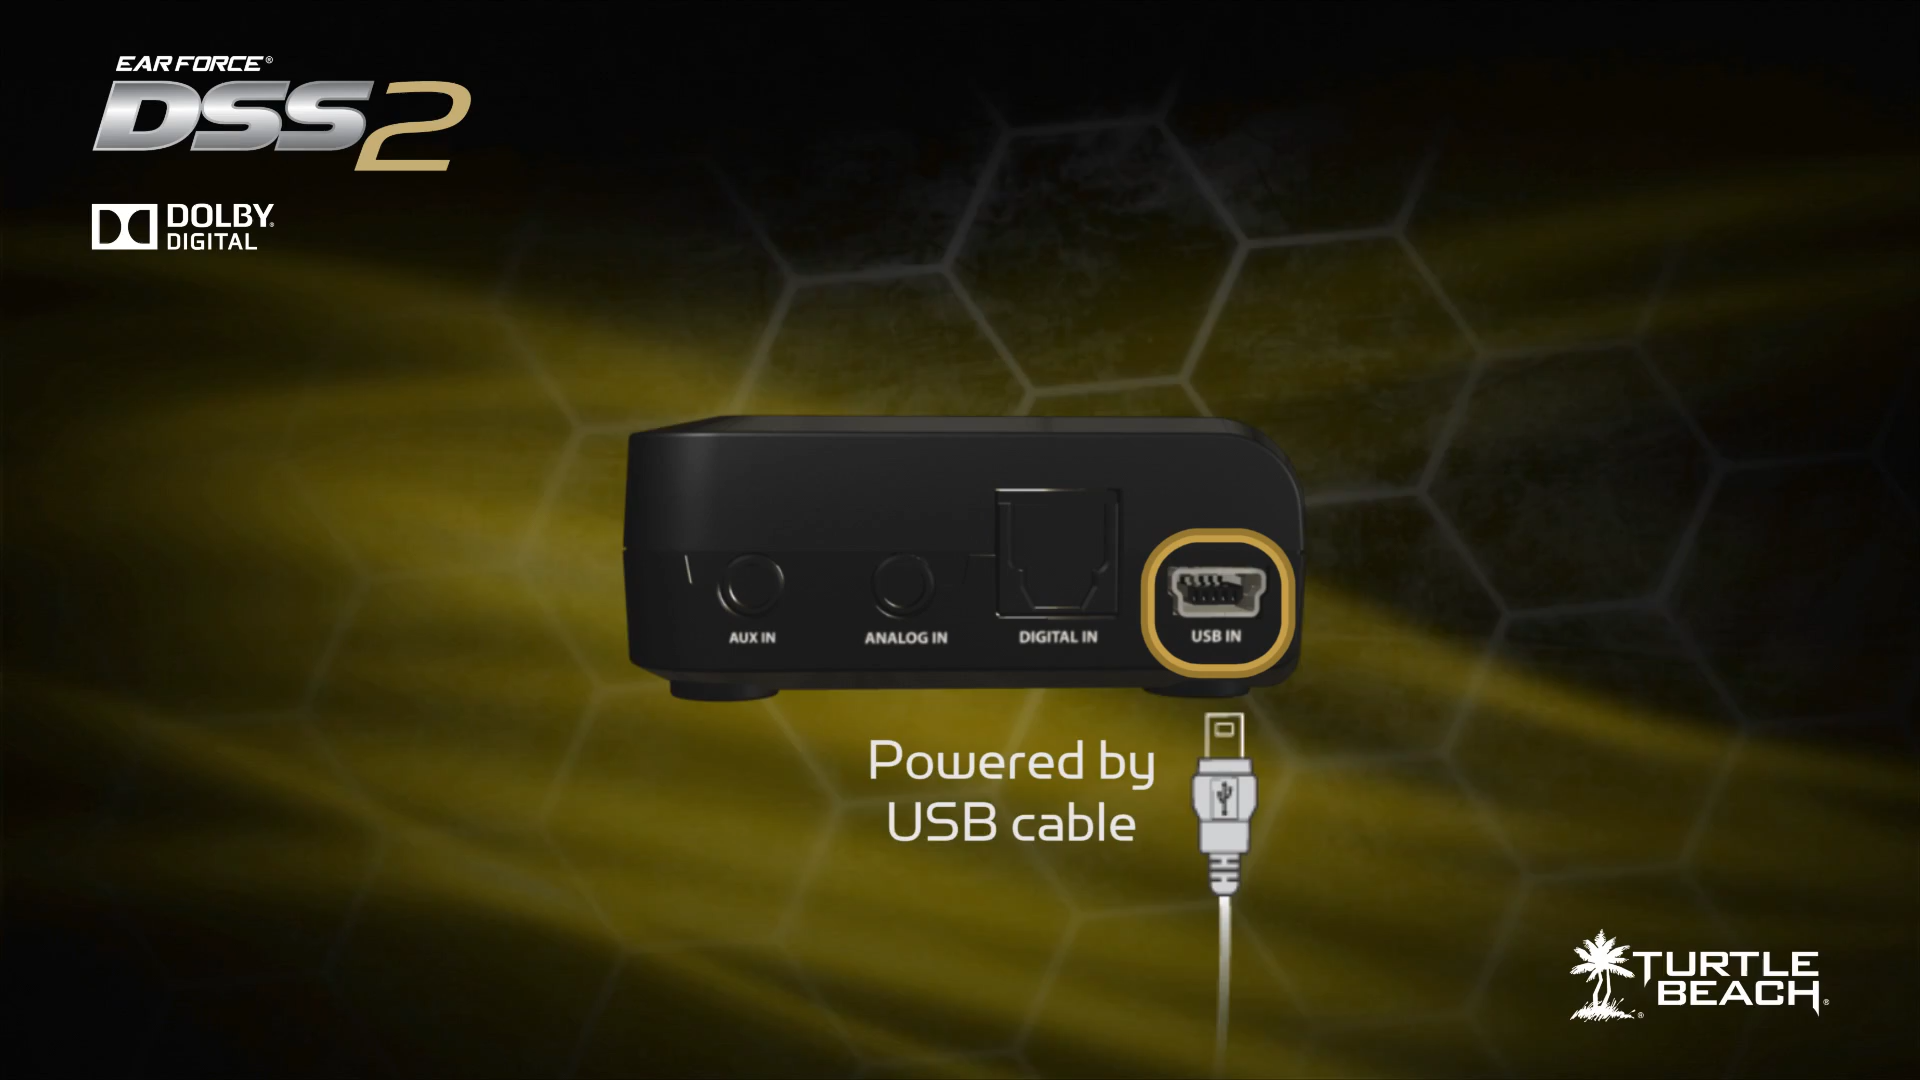 EAR FORCE®
DSS2
DOLBY®
DIGITAL
AUX IN
ANALOG IN
DIGITAL IN
USB IN
Powered by
USB cable
TURTLE
BEACH®